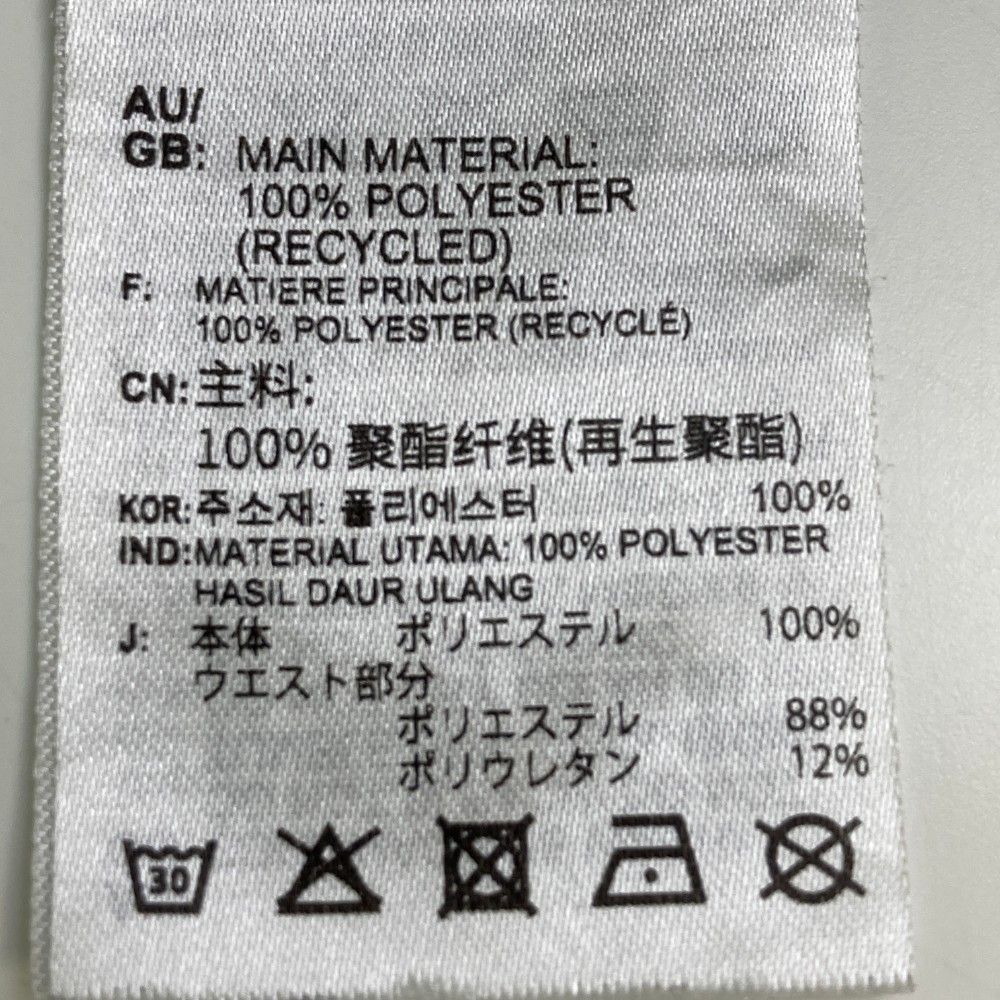 AU/
GB: MAIN MATERIAL:
100% POLYESTER
(RECYCLED)
F: MATIERE PRINCIPALE:
100% POLYESTER (RECYCLÉ)
CN: 主料:
100% 聚酯纤维(再生聚酯)
KOR: 주소재: 폴리에스터 100%
IND: MATERIAL UTAMA: 100% POLYESTER
HASIL DAUR ULANG
J: 本体 ポリエステル 100%
ウエスト部分
ポリエステル 88%
ポリウレタン 12%
30